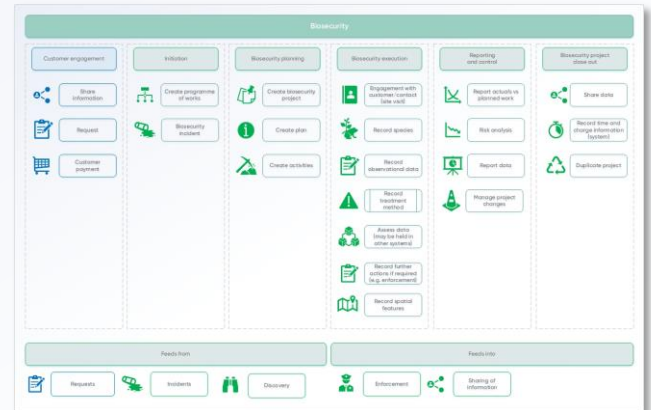 Biosecurity
Customer engagement
Share
information
Request
Customer
payment
Initiation
Create programme
of works
Biosecurity
incident
Biosecurity planning
Create biosecurity
project
Create plan
Create activities
Biosecurity execution
Engagement with
customer/contact
(site visit)
Record species
Record
observational data
Record
treatment
method
Assess data
(may be held in
other systems)
Record further
actions if required
(e.g. enforcement)
Record spatial
features
Reporting
and control
Report actuals vs
planned work
Risk analysis
Report data
Manage project
changes
Biosecurity project
close out
Share data
Record time and
change information
(system)
Duplicate project
Feeds from
Requests
Incidents
Discovery
Feeds into
Enforcement
Sharing of
information